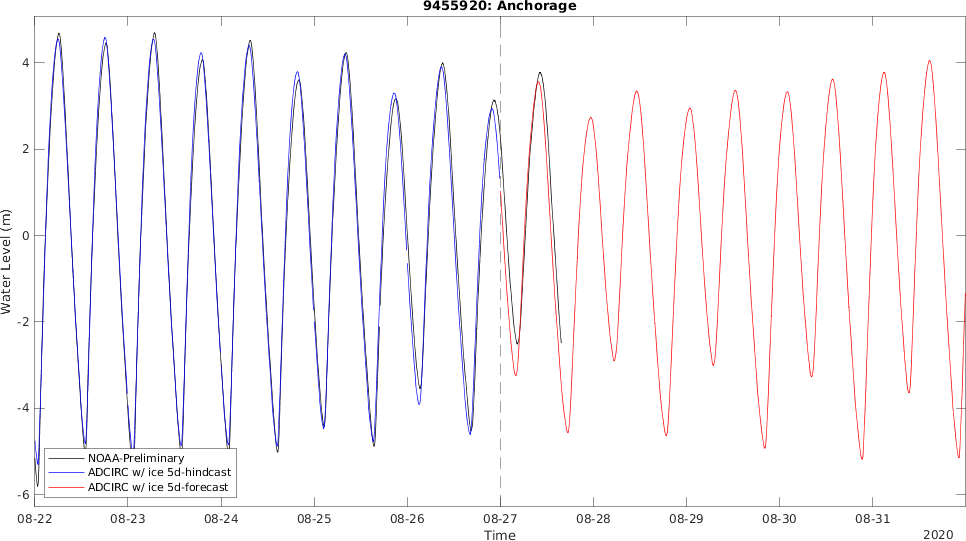 9455920: Anchorage
4
2
0
-2
-4
-6
Water Level (m)
NOAA-Preliminary
ADCIRC w/ ice 5d-hindcast
ADCIRC w/ ice 5d-forecast
08-22 08-23 08-24 08-25 08-26 08-27 08-28 08-29 08-30 08-31
Time
2020